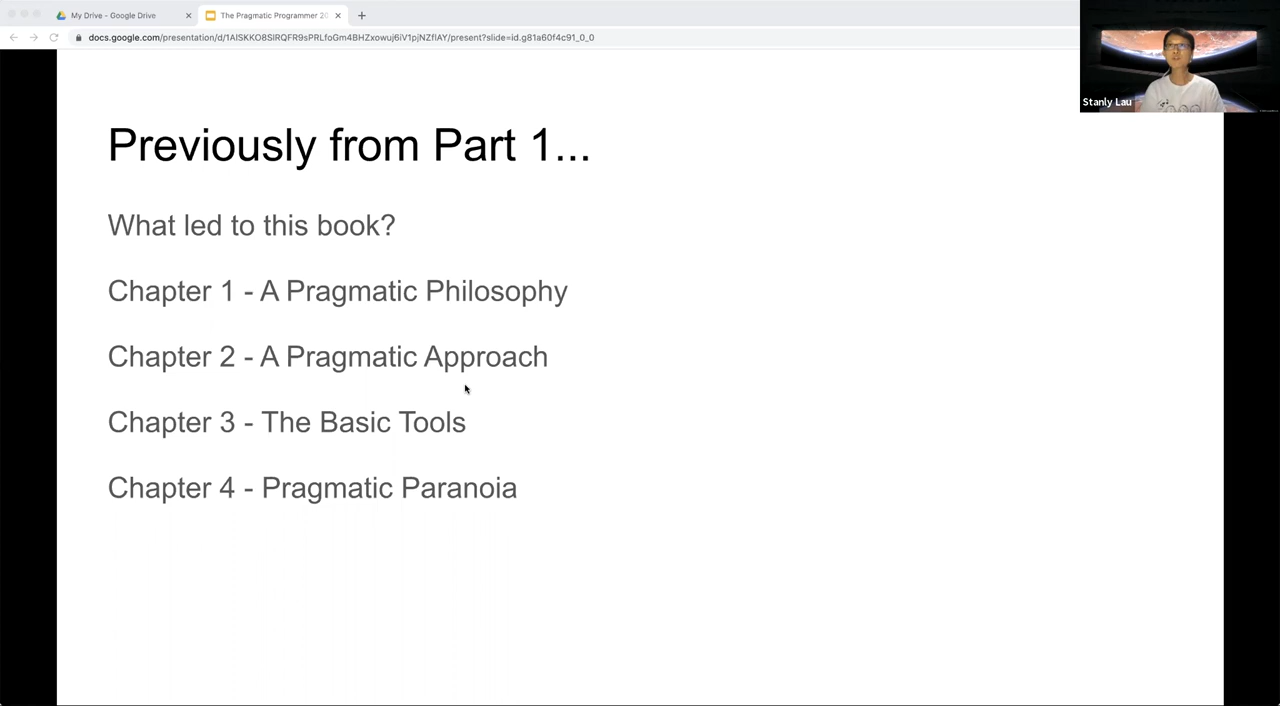 My Drive - Google Drive
The Pragmatic Programmer 20
docs.google.com/presentation/d/1AlSKKO8SlRQFR9sPRLfoGm4BHZxowuj6iV1pjNZflAY/present?slide=id.g81a60f4c91_0_0
Stanly Lau
Previously from Part 1...
What led to this book?
Chapter 1 - A Pragmatic Philosophy
Chapter 2 - A Pragmatic Approach
Chapter 3 - The Basic Tools
Chapter 4 - Pragmatic Paranoia